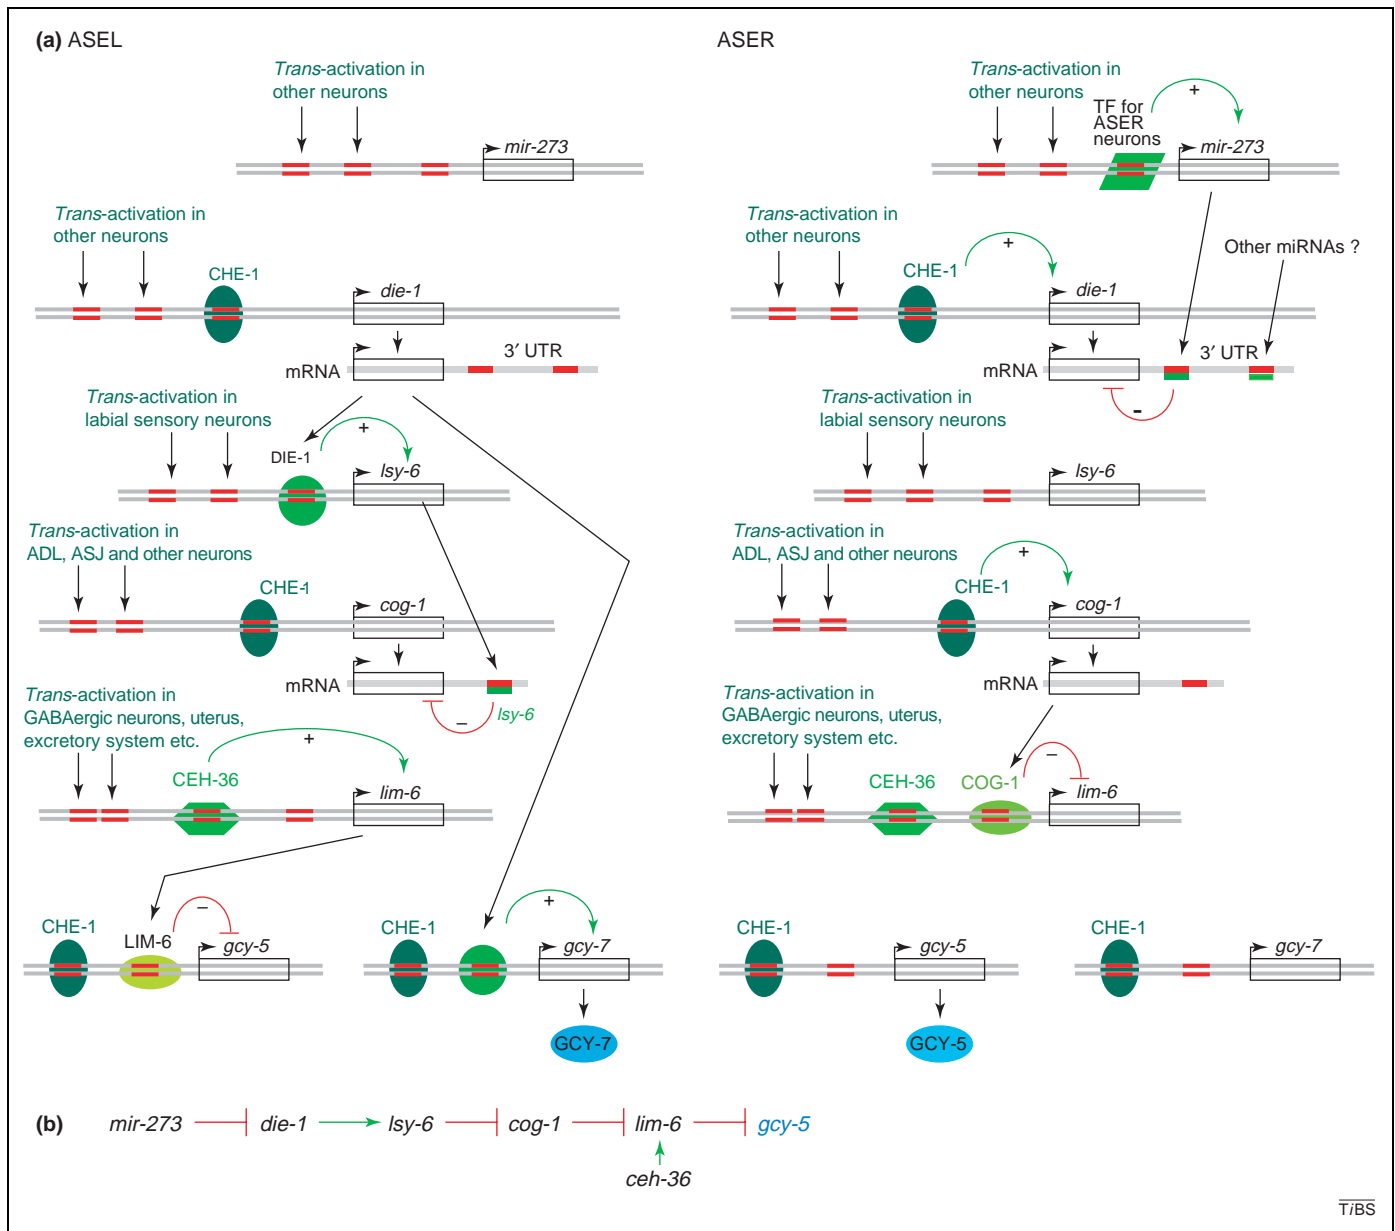 (a) ASEL
Trans-activation in
other neurons
mir-273
Trans-activation in
other neurons
CHE-1
die-1
mRNA
3′ UTR
Trans-activation in
labial sensory neurons
DIE-1
+
lsy-6
Trans-activation in
ADL, ASJ and other neurons
CHE-1
cog-1
mRNA
–
lsy-6
Trans-activation in
GABAergic neurons, uterus,
excretory system etc.
CEH-36
+
lim-6
CHE-1
LIM-6
–
gcy-5
CHE-1
+
gcy-7
GCY-7
ASER
Trans-activation in
other neurons
TF for
ASER
neurons
+
mir-273
Trans-activation in
other neurons
CHE-1
+
die-1
Other miRNAs ?
mRNA
3′ UTR
-
Trans-activation in
labial sensory neurons
lsy-6
Trans-activation in
ADL, ASJ and other neurons
CHE-1
+
cog-1
mRNA
Trans-activation in
GABAergic neurons, uterus,
excretory system etc.
CEH-36
COG-1
–
lim-6
CHE-1
gcy-5
GCY-5
CHE-1
gcy-7
(b) mir-273 die-1 lsy-6 cog-1 lim-6 gcy-5
ceh-36
TiBS